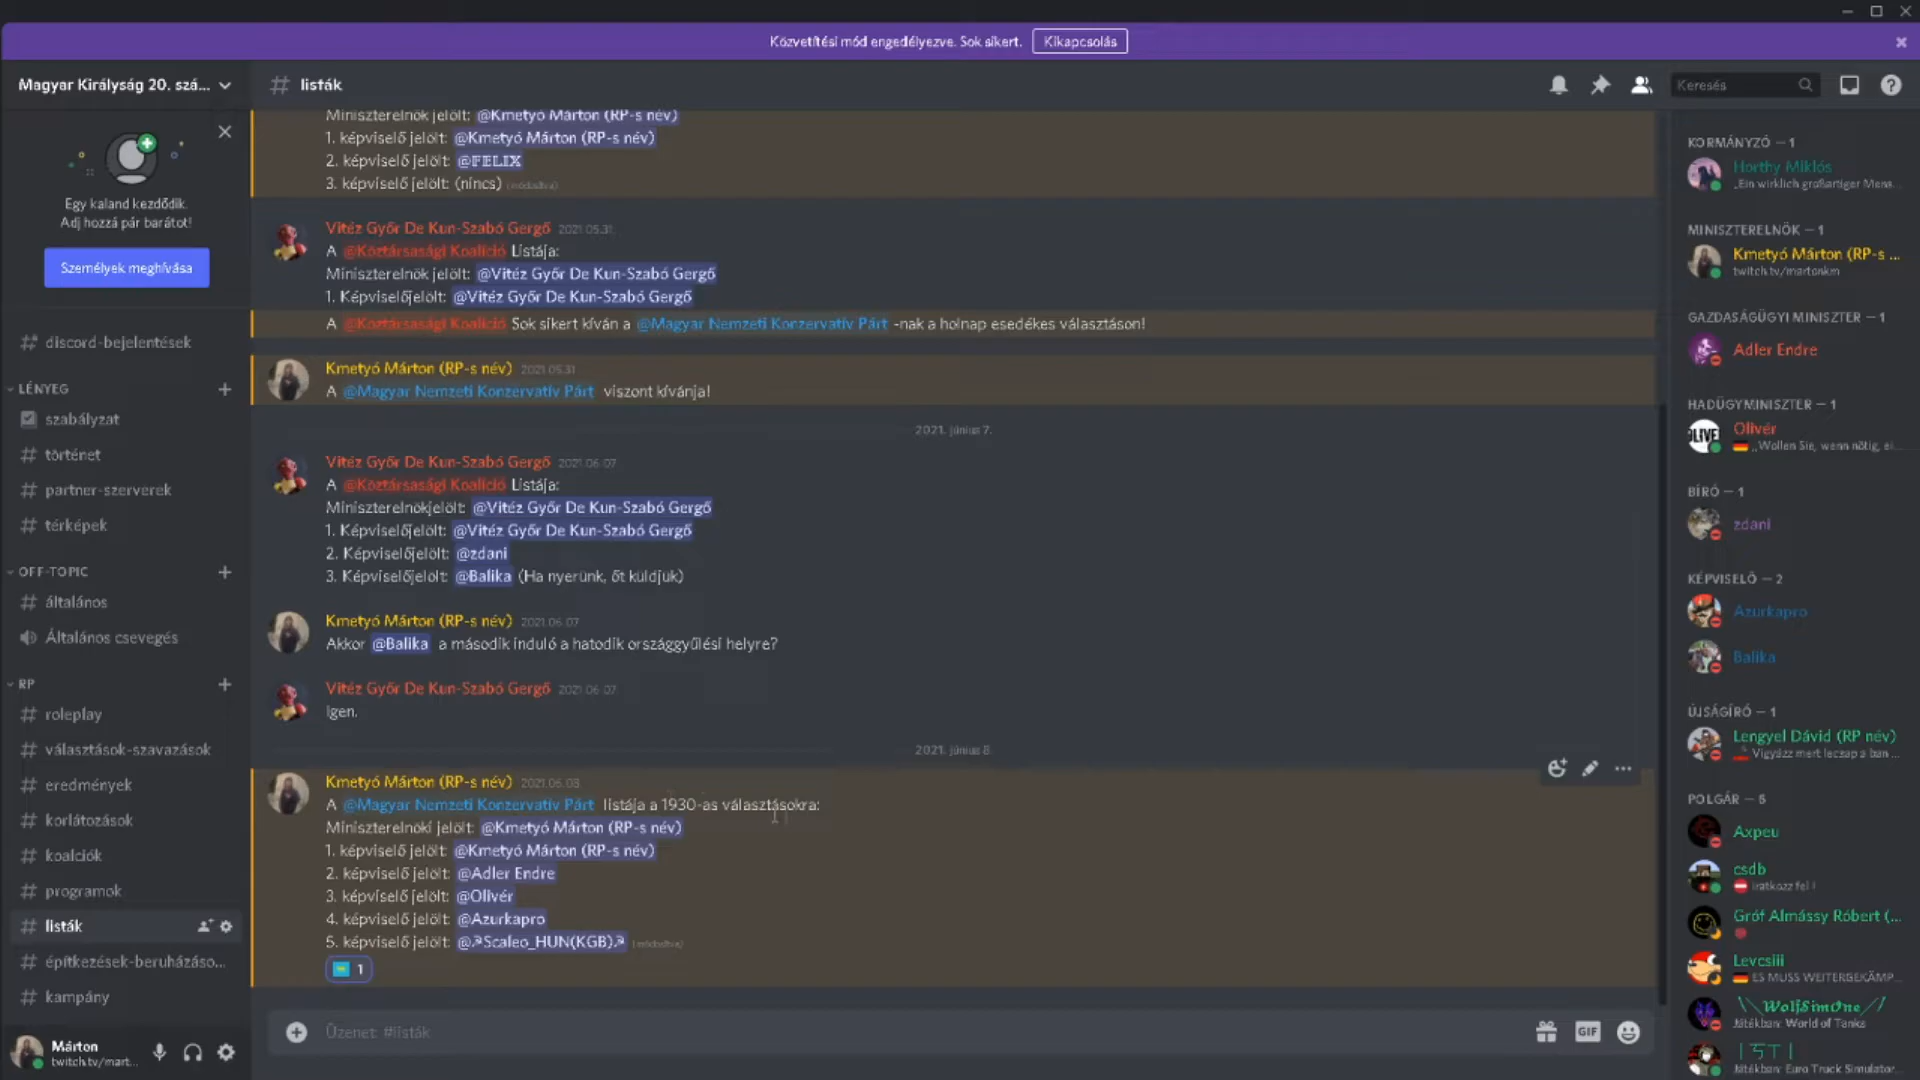 Közvetítési mód engedélyezve. Sok sikert.
Kikapcsolás
Magyar Királyság 20. szá...
listák
Keresés
Egy kaland kezdődik.
Adj hozzá pár barátot!
Személyek meghívása
discord-bejelentések
LÉNYEG
szabályzat
történet
partner-szerverek
térképek
OFF-TOPIC
általános
Általános csevegés
RP
roleplay
választások-szavazások
eredmények
korlátozások
koalciók
programok
listák
építkezések-beruházáso...
kampány
Márton
twitch.tv/mart...
Miniszterelnöki jelölt: @Kmetyó Márton (RP-s név)
1. képviselő jelölt: @Kmetyó Márton (RP-s név)
2. képviselő jelölt: @FELIX
3. képviselő jelölt: (nincs) (módosítva)
Vitéz Győr De Kun-Szabó Gergő 2021.05.31.
A @Köztársasági Koalíció Listája:
Miniszterelnök jelölt: @Vitéz Győr De Kun-Szabó Gergő
1. Képviselőjelölt: @Vitéz Győr De Kun-Szabó Gergő
A @Köztársasági Koalíció Sok sikert kíván a @Magyar Nemzeti Konzervatív Párt -nak a holnap esedékes választáson!
Kmetyó Márton (RP-s név) 2021.05.31
A @Magyar Nemzeti Konzervatív Párt viszont kívánja!
2021. június 7.
Vitéz Győr De Kun-Szabó Gergő 2021.06.07
A @Köztársasági Koalíció Listája:
Miniszterelnökjelölt: @Vitéz Győr De Kun-Szabó Gergő
1. Képviselőjelölt: @Vitéz Győr De Kun-Szabó Gergő
2. Képviselőjelölt: @zdani
3. Képviselőjelölt: @Balika (Ha nyerünk, őt küldjük)
Kmetyó Márton (RP-s név) 2021.06.07
Akkor @Balika a második induló a hatodik országgyűlési helyre?
Vitéz Győr De Kun-Szabó Gergő 2021.06.07
Igen.
2021. június 8.
Kmetyó Márton (RP-s név)
A @Magyar Nemzeti Konzervatív Párt listája a 1930-as választásokra:
Miniszterelnöki jelölt: @Kmetyó Márton (RP-s név)
1. képviselő jelölt: @Kmetyó Márton (RP-s név)
2. képviselő jelölt: @Adler Endre
3. képviselő jelölt: @Olivér
4. képviselő jelölt: @Azurkapro
5. képviselő jelölt: @☭Scaleo_HUN(KGB)☭ (módosítva)
1
Üzenet: #listák
GIF
KORMÁNYZÓ — 1
Horthy Miklós
„Ein wirklich großartiger Mens...
MINISZTERELNÖK — 1
Kmetyó Márton (RP-s ...
twitch.tv/martonkm
GAZDASÁGÜGYI MINISZTER — 1
Adler Endre
HADÜGYMINISZTER — 1
OLIVÉR
Olivér
„Wollen Sie, wenn nötig, ei...
BÍRÓ — 1
zdani
KÉPVISELŐ — 2
Azurkapro
Balika
ÚJSÁGÍRÓ — 1
Lengyel Dávid (RP név)
Vigyázz mert leczap a ban ...
POLGÁR — 6
Axpeu
csdb
iratkozz fel !
Gróf Almássy Róbert (...
Levcsiii
ES MUSS WEITERGEKÄMP...
\\WolfSimOne//
Játékban: World of Tanks
Játékban: Euro Truck Simulator...